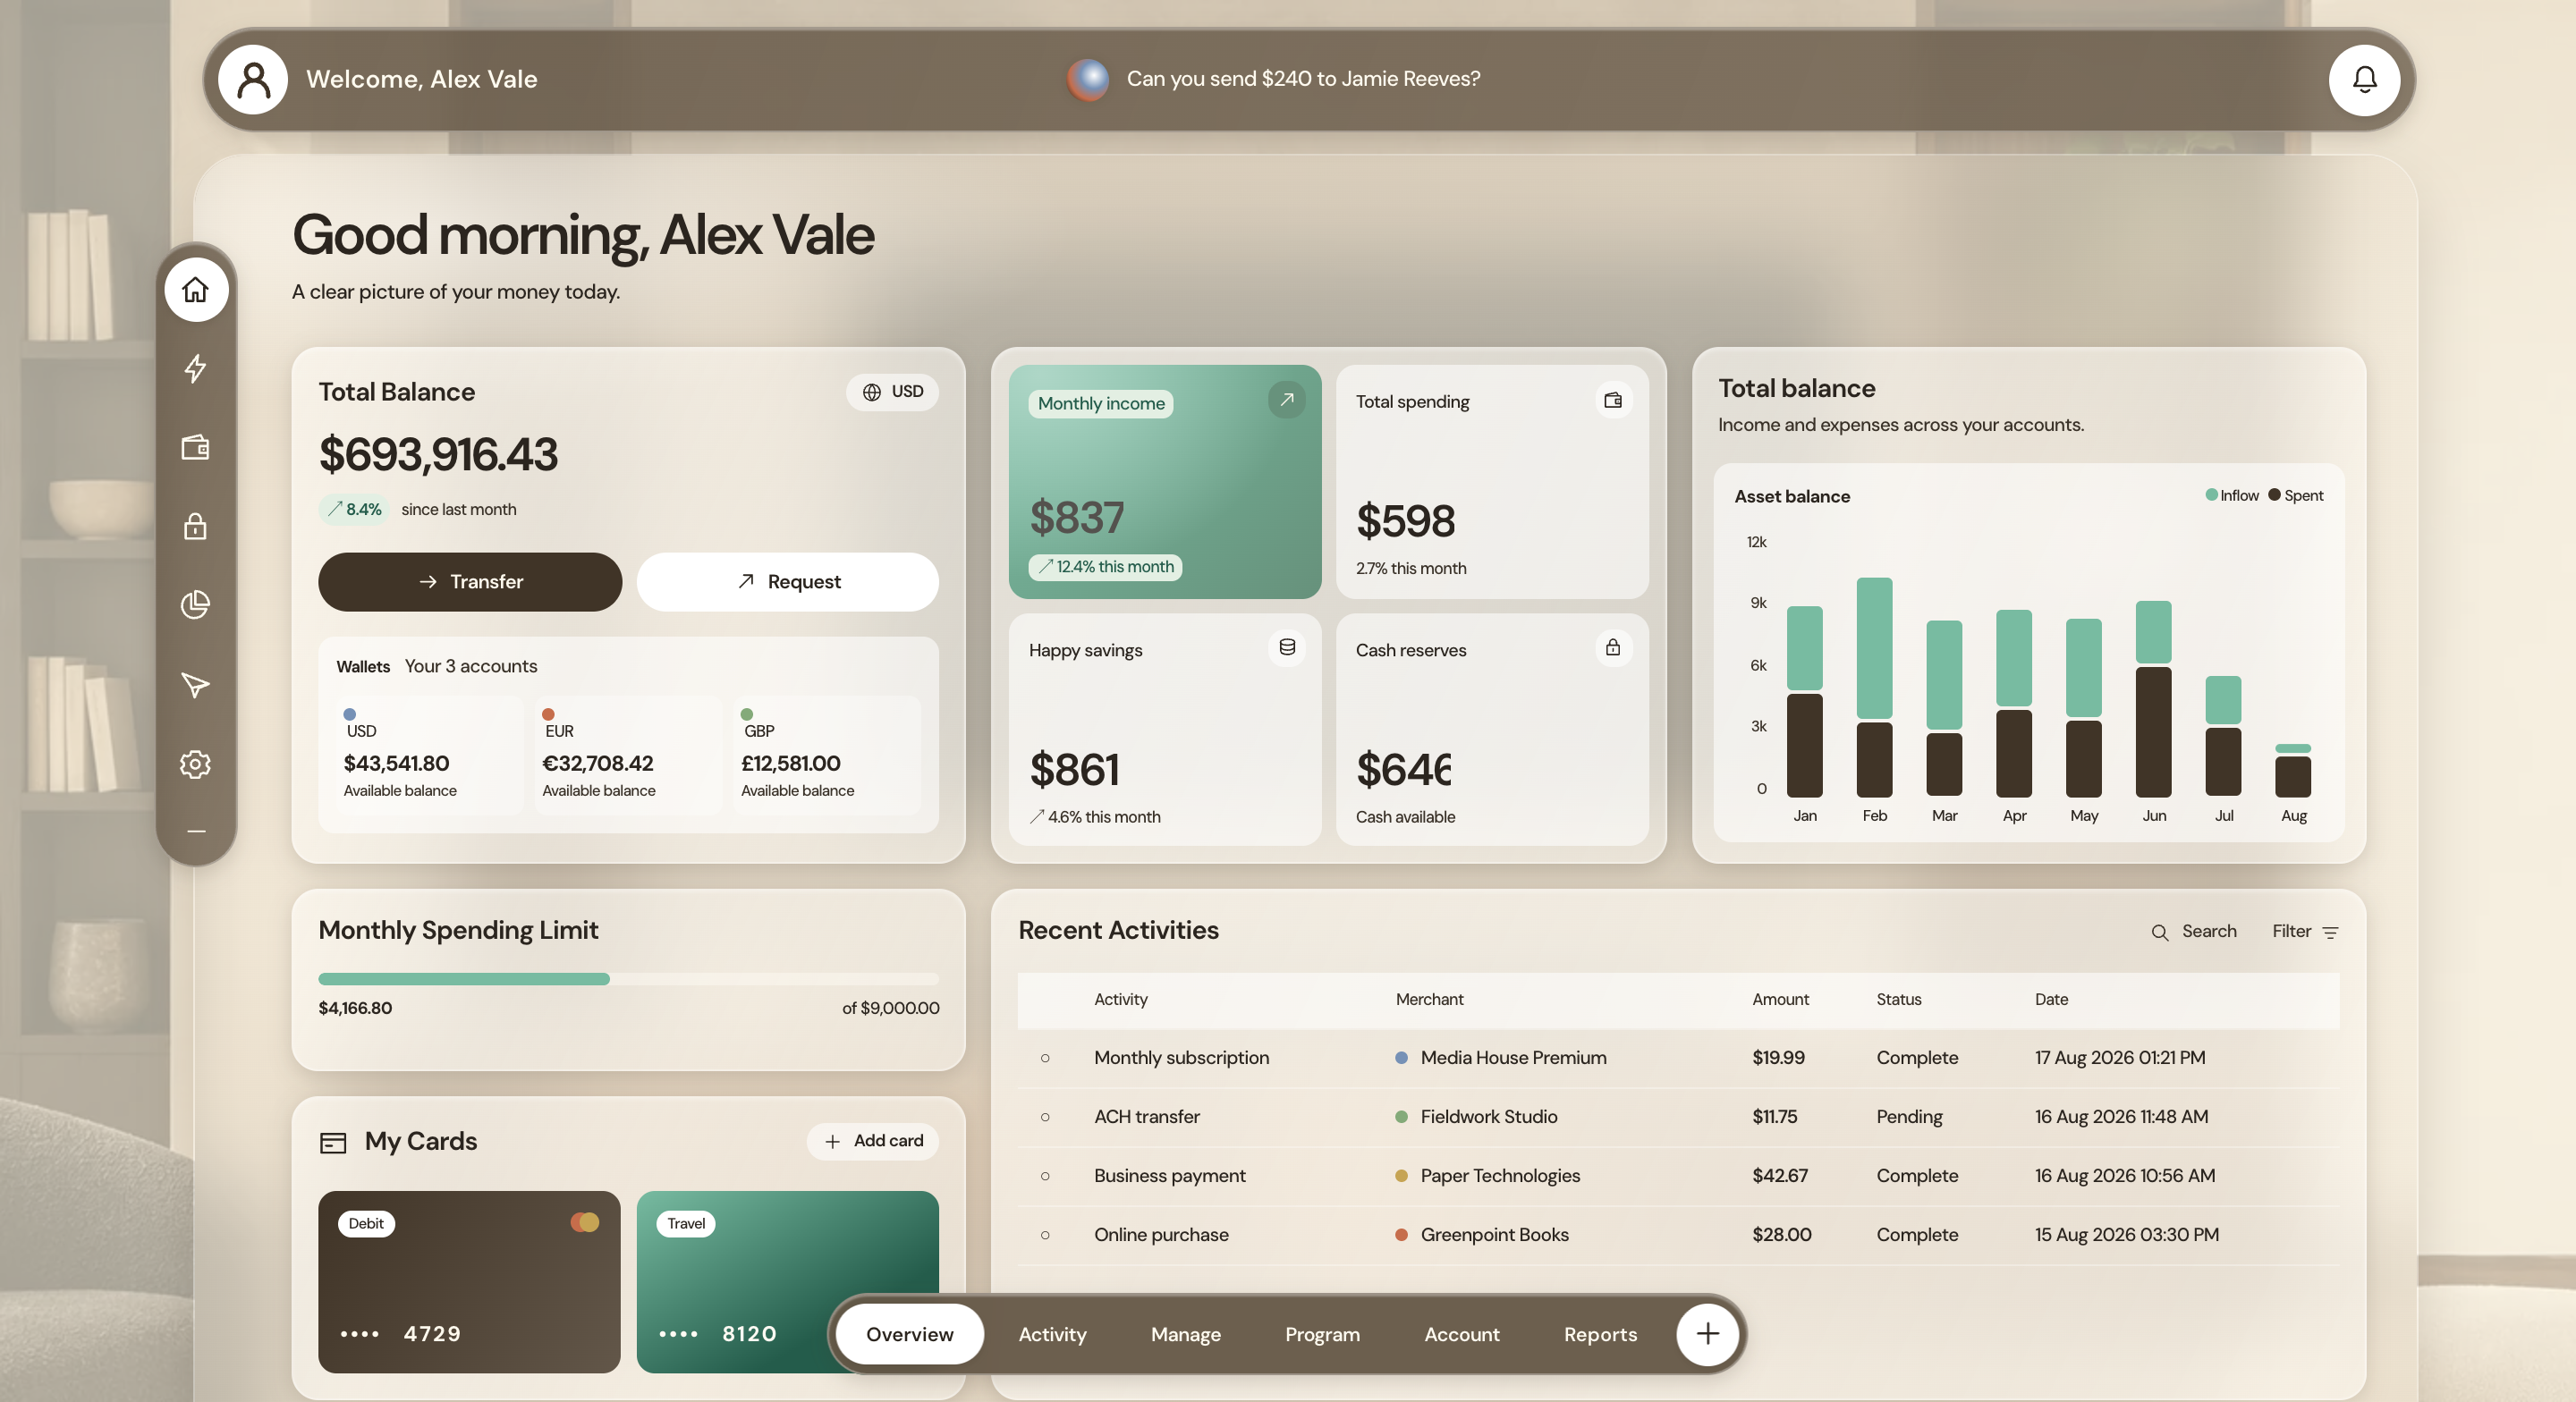 Welcome, Alex Vale
Can you send $240 to Jamie Reeves?
Good morning, Alex Vale
A clear picture of your money today.
Total Balance
USD
$693,916.43
8.4% since last month
Transfer
Request
Wallets Your 3 accounts
USD
$43,541.80
Available balance
EUR
€32,708.42
Available balance
GBP
£12,581.00
Available balance
Monthly income
$837
12.4% this month
Total spending
$598
2.7% this month
Happy savings
$861
4.6% this month
Cash reserves
$646
Cash available
Total balance
Income and expenses across your accounts.
Asset balance
Inflow Spent
12k
9k
6k
3k
0
Jan Feb Mar Apr May Jun Jul Aug
Monthly Spending Limit
$4,166.80 of $9,000.00
My Cards
Add card
Debit
•••• 4729
Travel
•••• 8120
Recent Activities
Search Filter
Activity Merchant Amount Status Date
Monthly subscription Media House Premium $19.99 Complete 17 Aug 2026 01:21 PM
ACH transfer Fieldwork Studio $11.75 Pending 16 Aug 2026 11:48 AM
Business payment Paper Technologies $42.67 Complete 16 Aug 2026 10:56 AM
Online purchase Greenpoint Books $28.00 Complete 15 Aug 2026 03:30 PM
Overview Activity Manage Program Account Reports